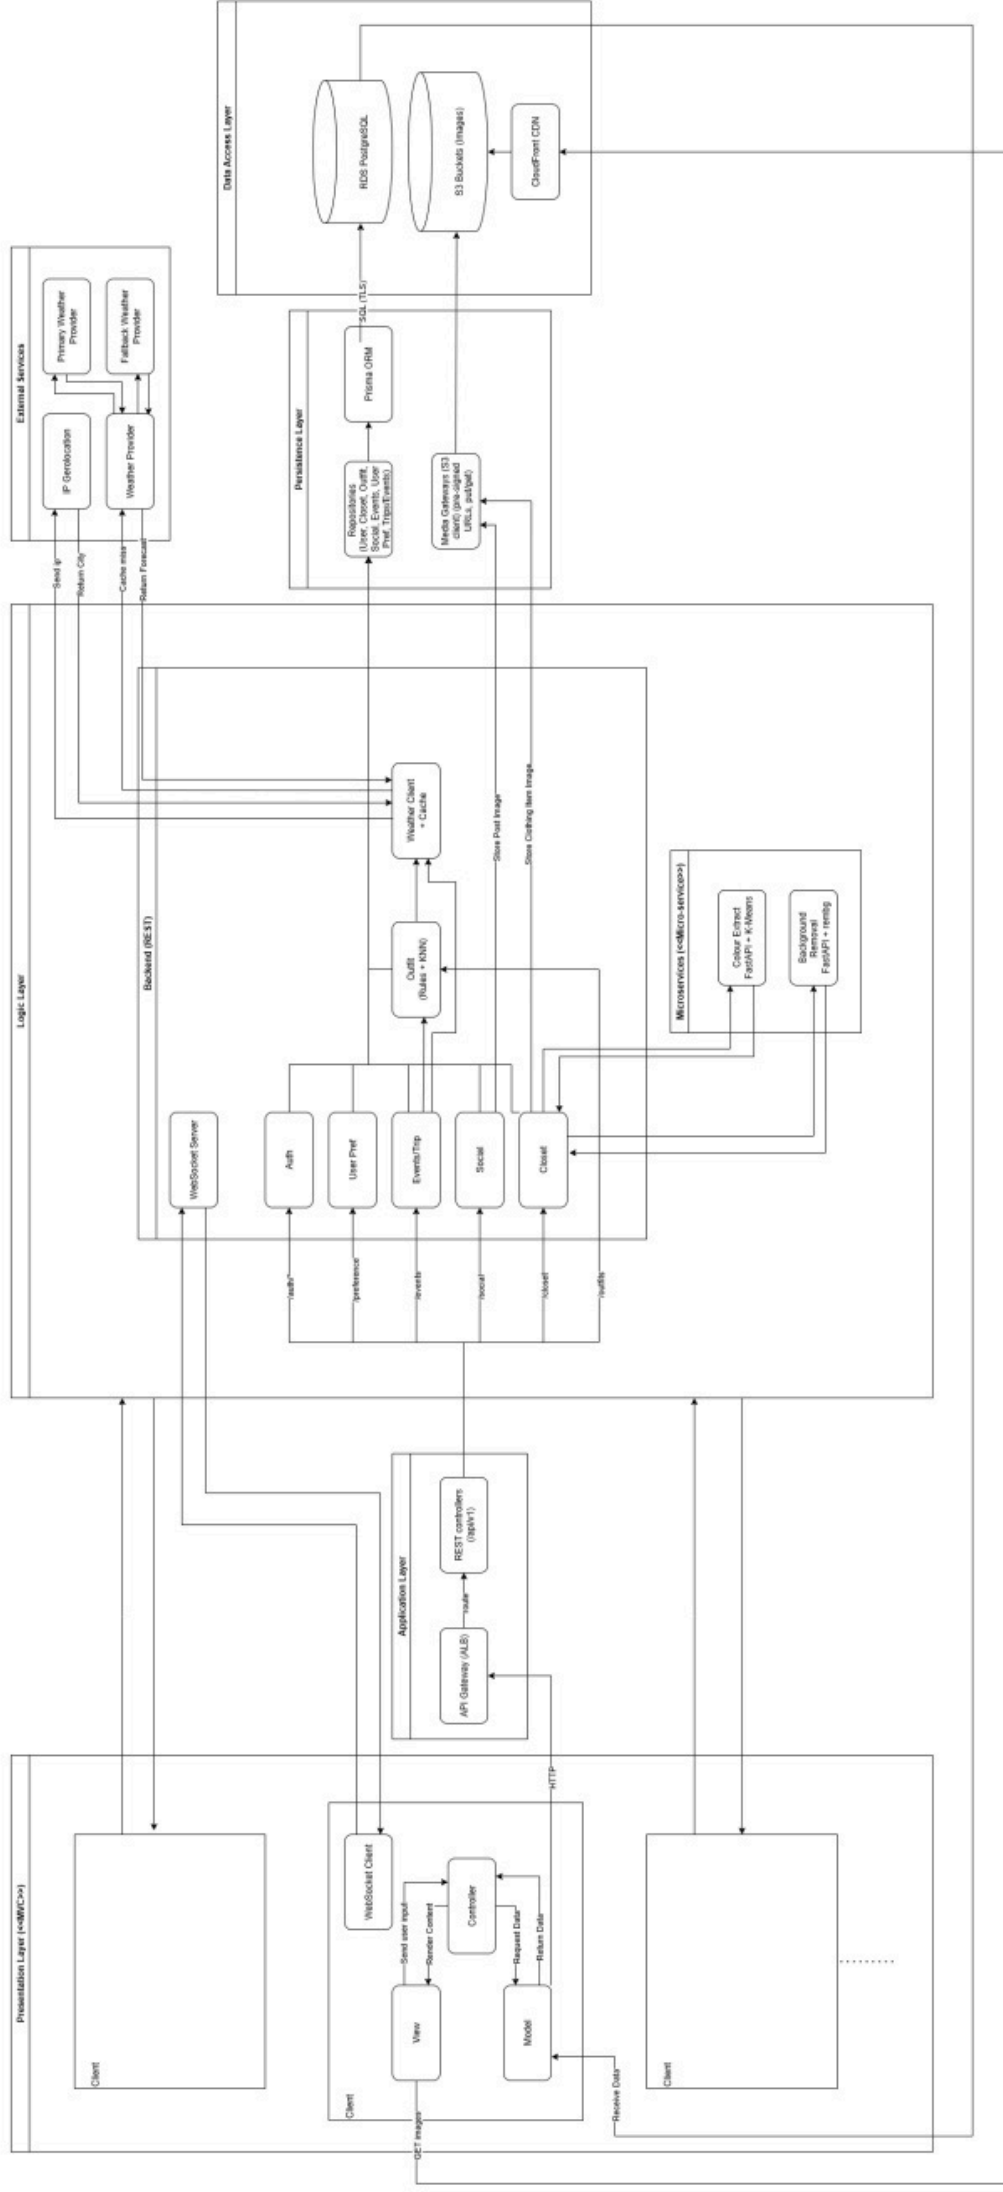 Presentation Layer (<<MVC>>)
Client
Client
View
WebSocket Client
Send user input
Render Content
Controller
Request Data
Return Data
Model
Client
GET images
Receive Data
HTTP
Application Layer
API Gateway (ALB)
route
REST controllers
(/api/v1)
Logic Layer
Backend (REST)
WebSocket Server
/auth/*
Auth
/preference
User Pref
/events
Events/Trip
/social
Social
/closet
Closet
/outfits
Outfit
(Rules + KNN)
Weather Client
+ Cache
Store Post Image
Store Clothing Item Image
Microservices (<<Micro-service>>)
Colour Extract
FastAPI + K-Means
Background
Removal
FastAPI + rembg
External Services
Send ip
Return City
Cache miss
Return Forecast
IP Gerolocation
Weather Provider
Primary Weather
Provider
Fallback Weather
Provider
Persistence Layer
Repositories
(User, Closet, Outfit,
Social, Events, User
Pref, Trips/Events)
Prisma ORM
Media Gateways (S3
client) (pre-signed
URLs, put/get)
SQL (TLS)
Data Access Layer
RDS PostgreSQL
S3 Buckets (Images)
CloudFront CDN